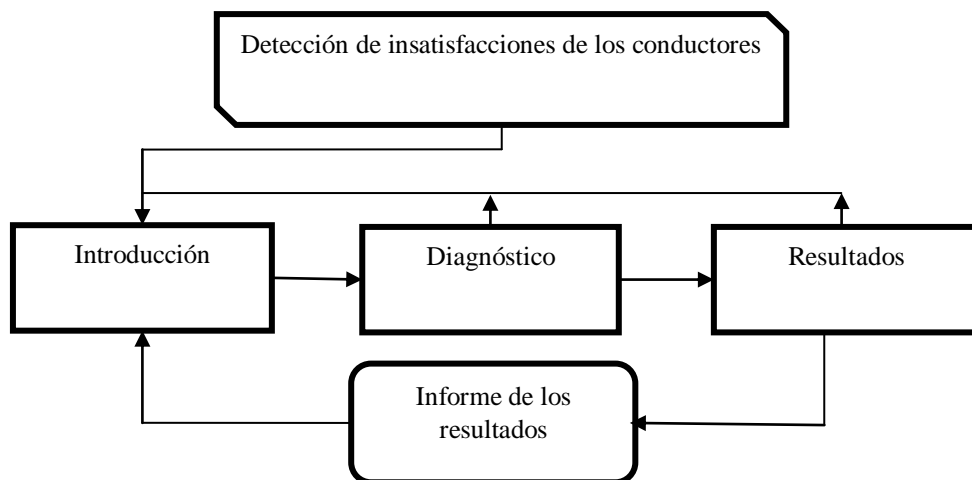 Detección de insatisfacciones de los conductores
Introducción
Diagnóstico
Resultados
Informe de los
resultados